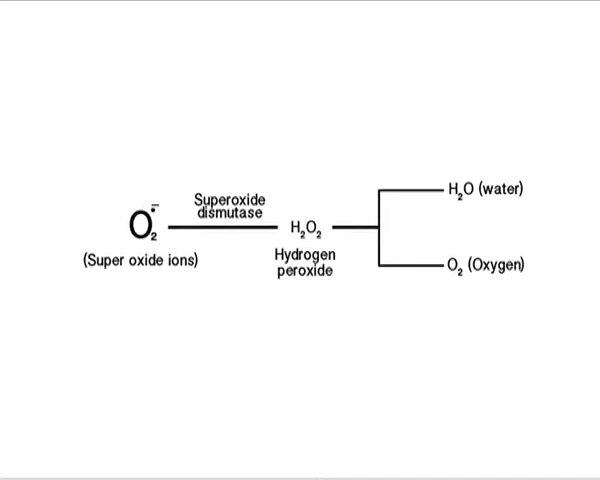 Superoxide
dismutase
O₂·̅
H₂O₂
H₂O (water)
(Super oxide ions)
Hydrogen
peroxide
O₂ (Oxygen)